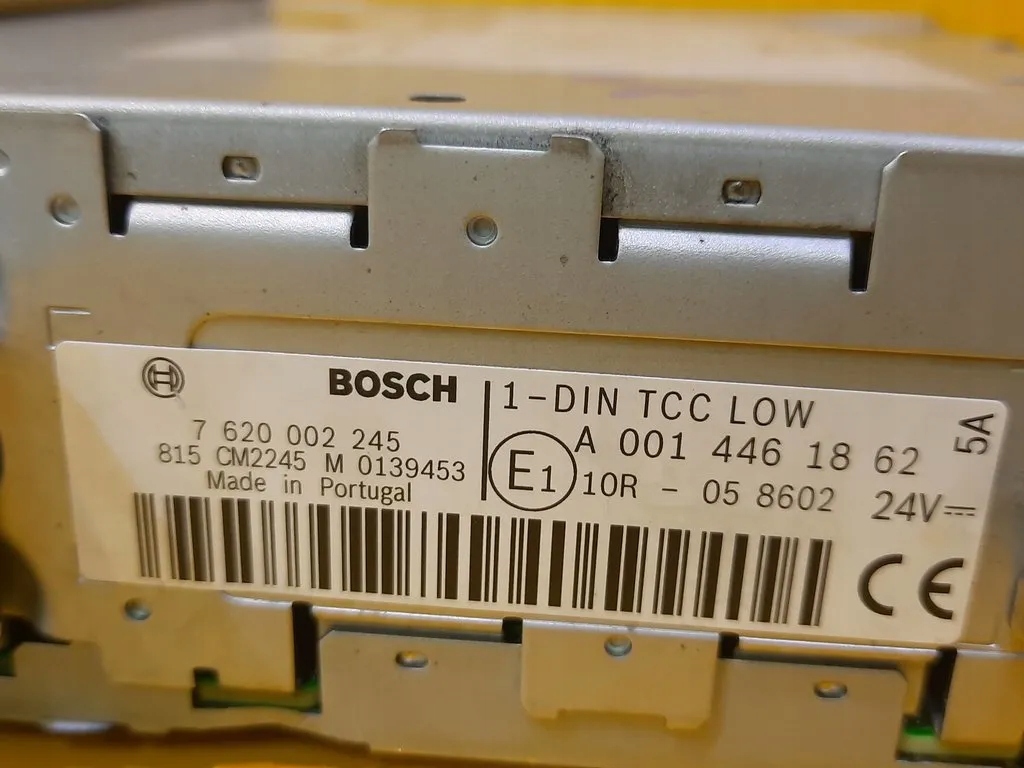 BOSCH
7 620 002 245
815 CM2245 M 0139453
Made in Portugal
1-DIN TCC LOW
A 001 446 18 62
E1 10R - 05 8602
5A
24V
CE